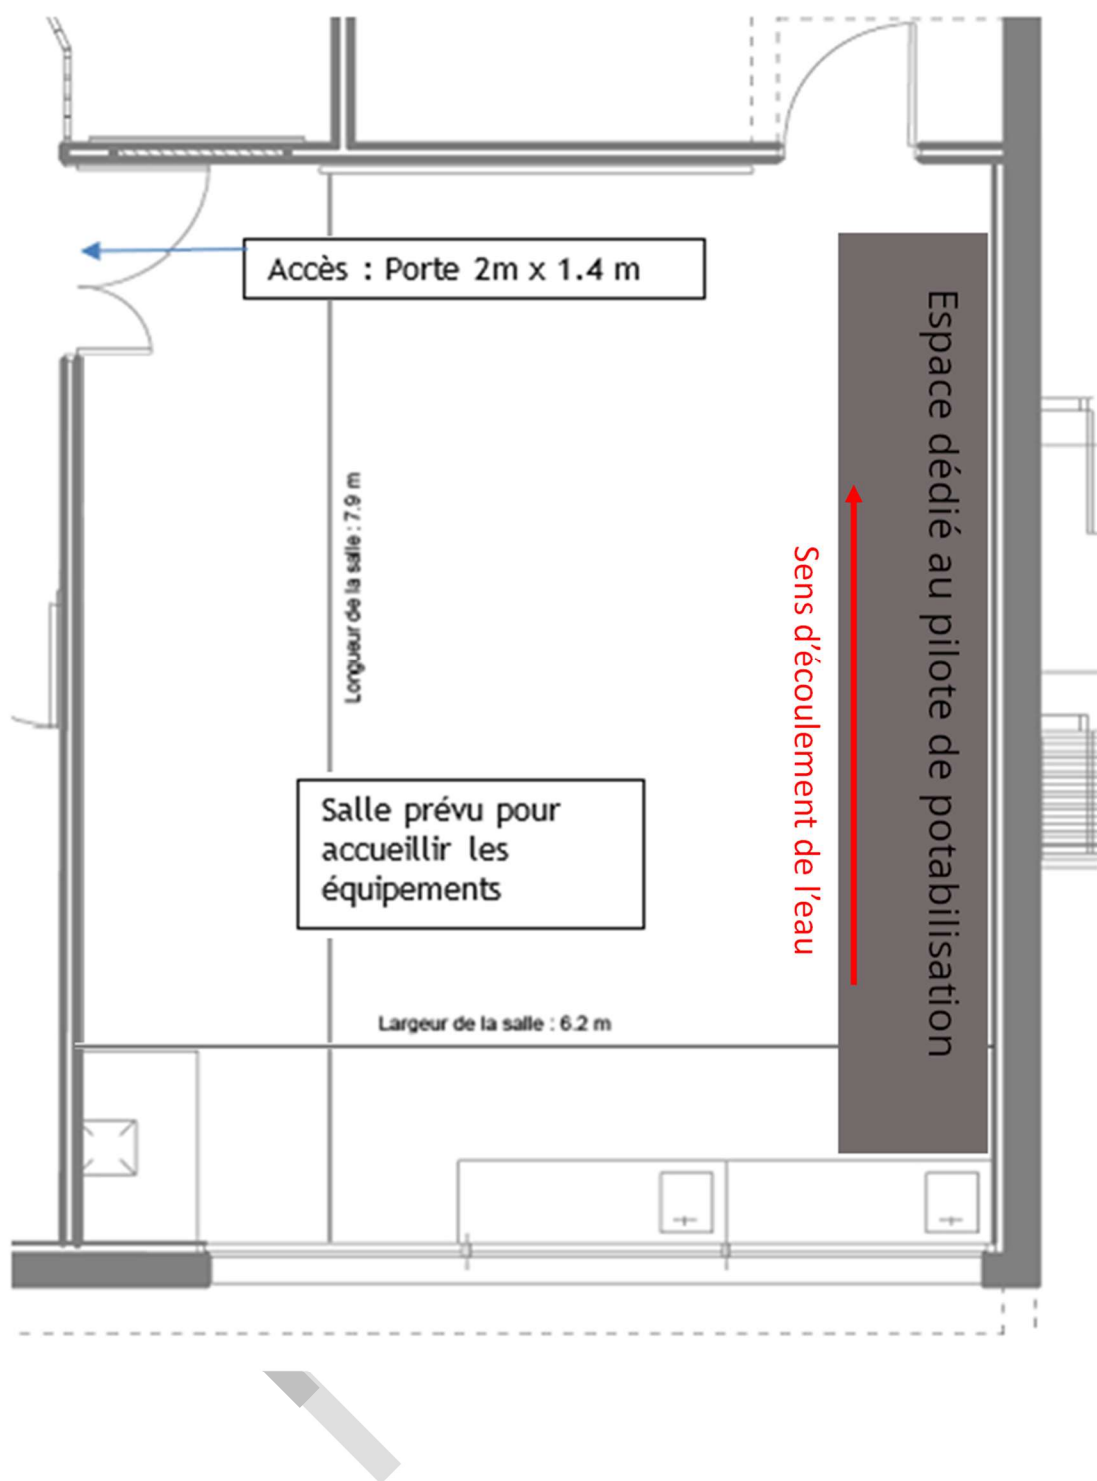 Accès : Porte 2m x 1.4 m
Espace dédié au pilote de potabilisation
Longueur de la salle : 7.9 m
Sens d'écoulement de l'eau
Salle prévu pour
accueillir les
équipements
Largeur de la salle : 6.2 m